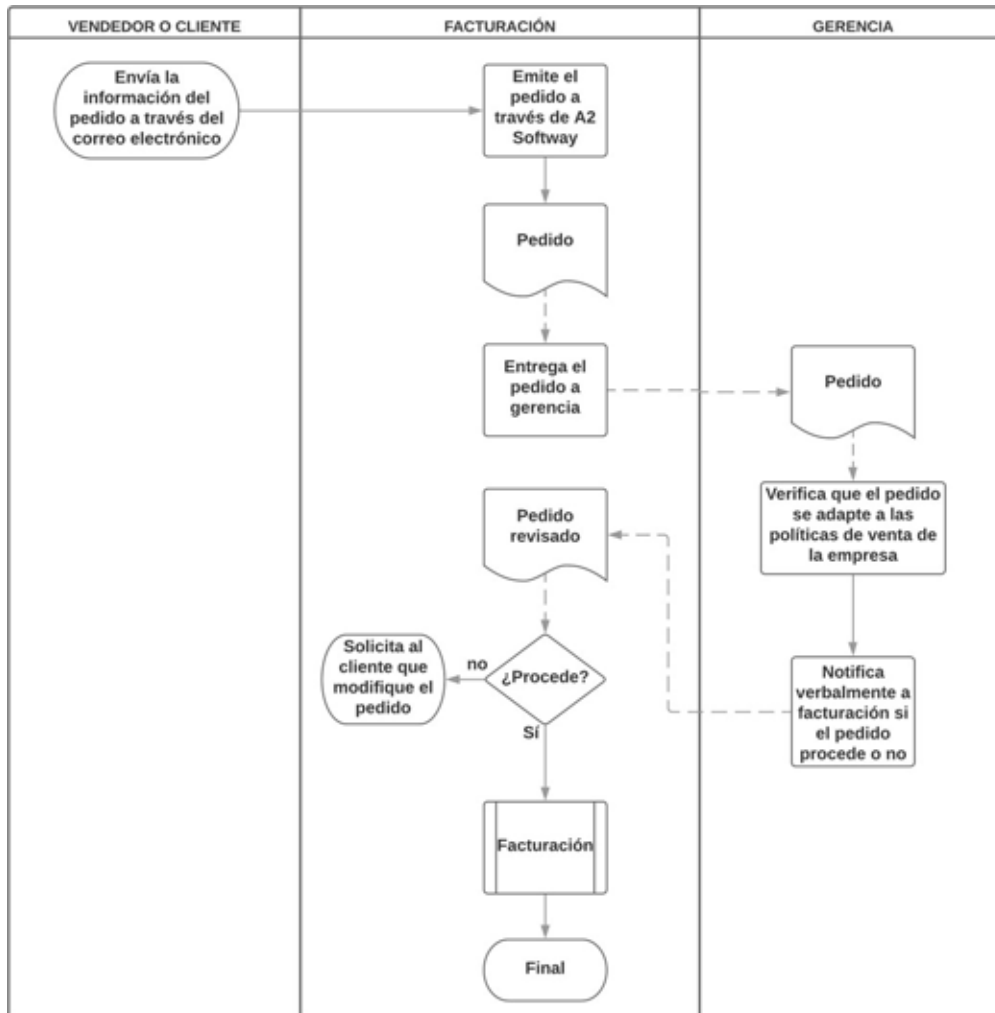 VENDEDOR O CLIENTE
FACTURACIÓN
GERENCIA
Envía la
información del
pedido a través del
correo electrónico
Emite el
pedido a
través de A2
Softway
Pedido
Entrega el
pedido a
gerencia
Pedido
Verifica que el pedido
se adapte a las
políticas de venta de
la empresa
Notifica
verbalmente a
facturación si
el pedido
procede o no
Pedido
revisado
¿Procede?
no
Solicita al
cliente que
modifique el
pedido
Sí
Facturación
Final